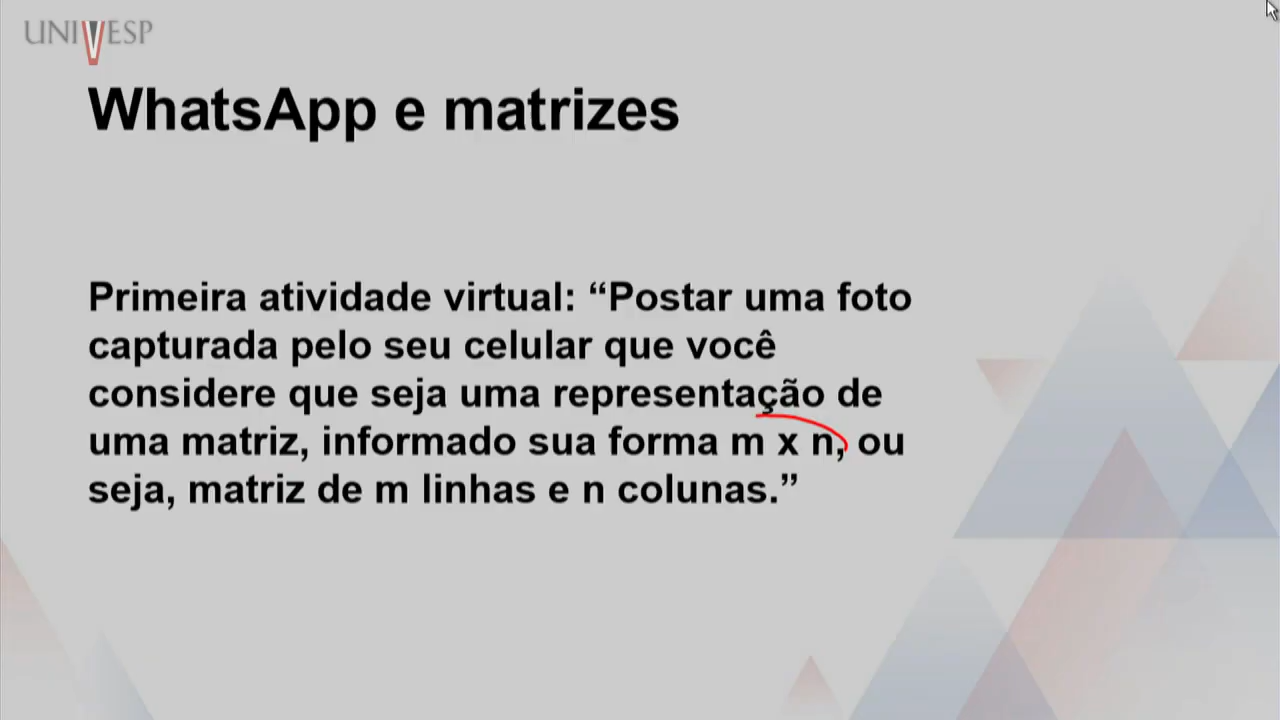 UNIVESP
WhatsApp e matrizes
Primeira atividade virtual: “Postar uma foto
capturada pelo seu celular que você
considere que seja uma representação de
uma matriz, informado sua forma m x n, ou
seja, matriz de m linhas e n colunas.”